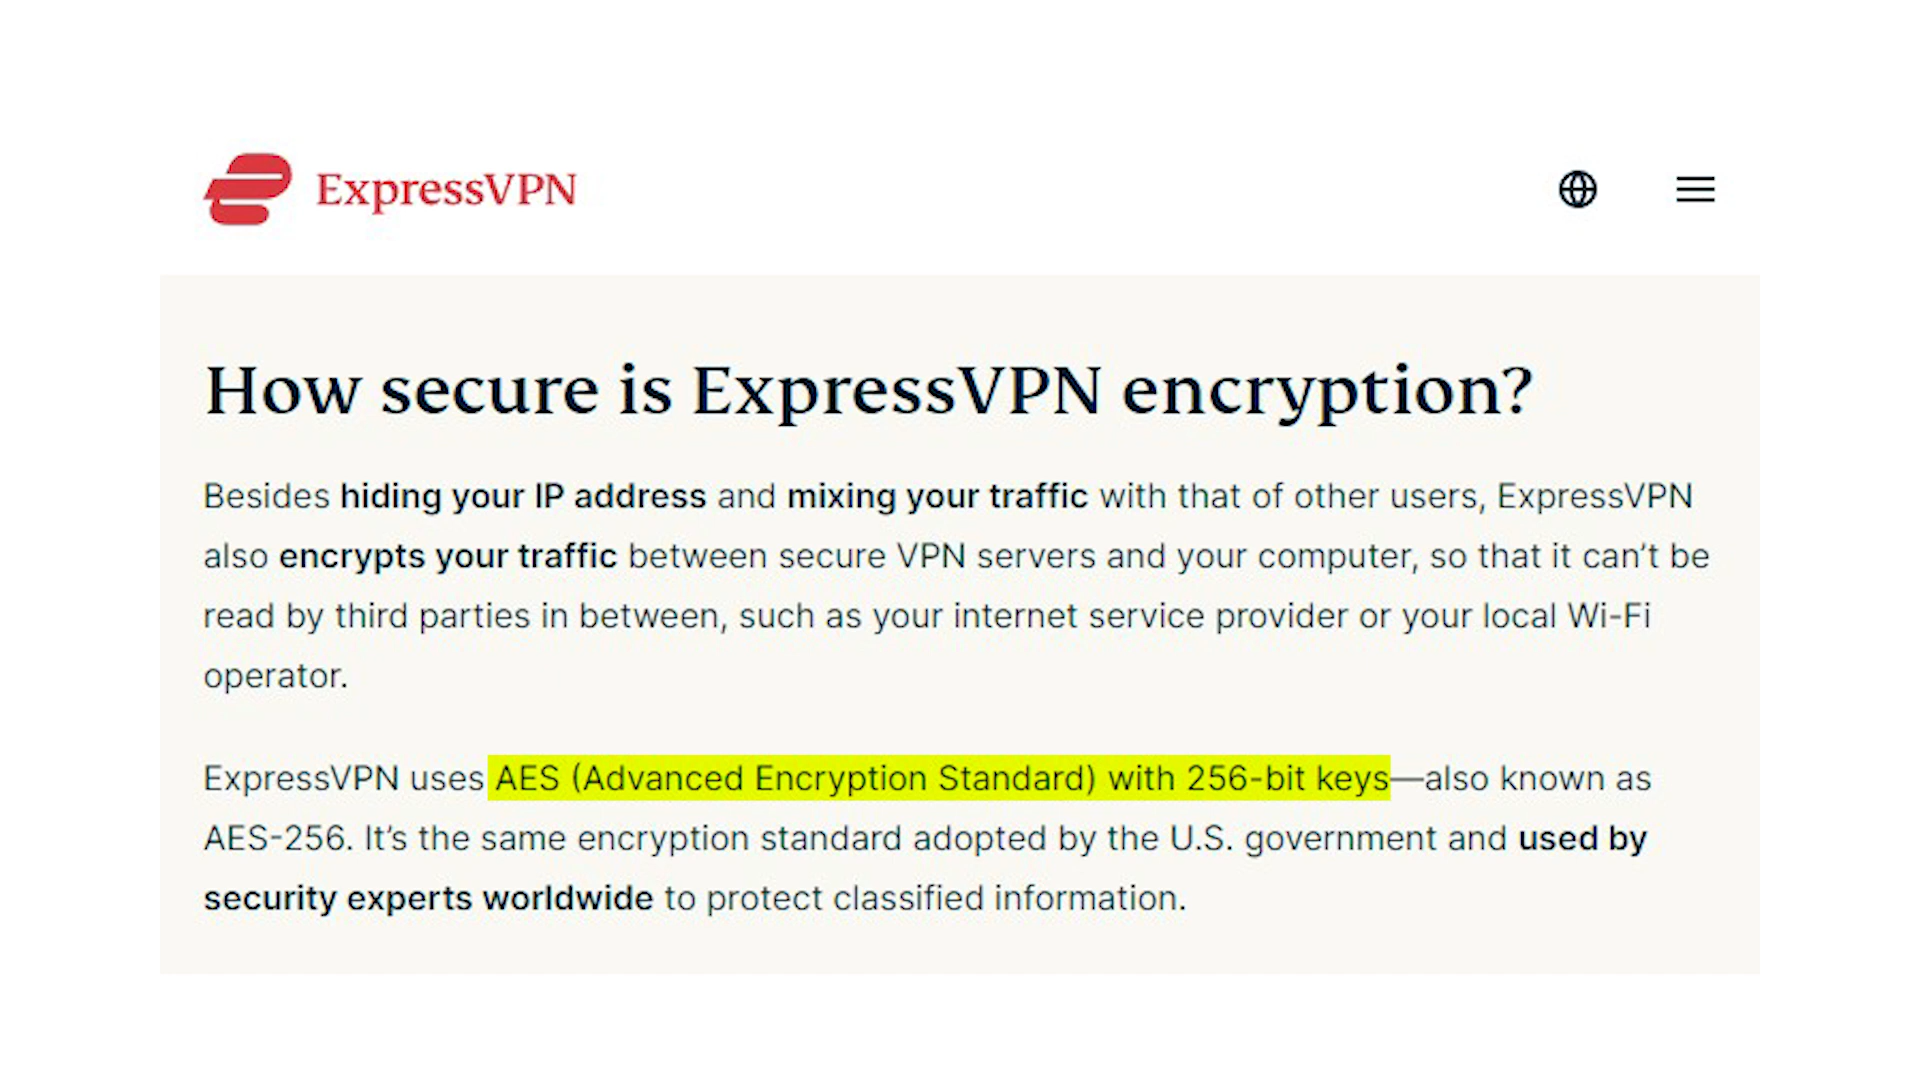 ExpressVPN
How secure is ExpressVPN encryption?
Besides hiding your IP address and mixing your traffic with that of other users, ExpressVPN
also encrypts your traffic between secure VPN servers and your computer, so that it can’t be
read by third parties in between, such as your internet service provider or your local Wi-Fi
operator.
ExpressVPN uses AES (Advanced Encryption Standard) with 256-bit keys—also known as
AES-256. It’s the same encryption standard adopted by the U.S. government and used by
security experts worldwide to protect classified information.